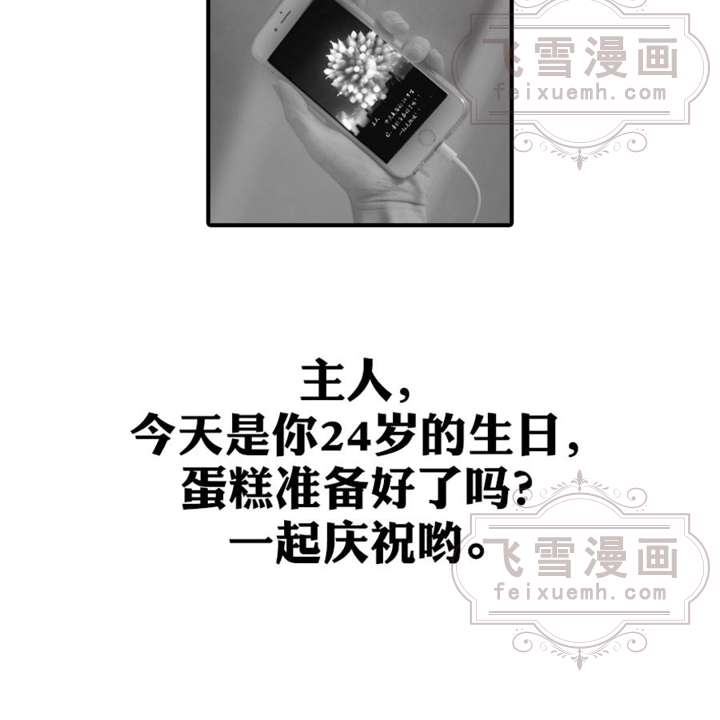 飞雪漫画
feixuemh.com
主人，
今天是你24岁的生日，
蛋糕准备好了吗？
一起庆祝哟。
飞雪漫画
feixuemh.com